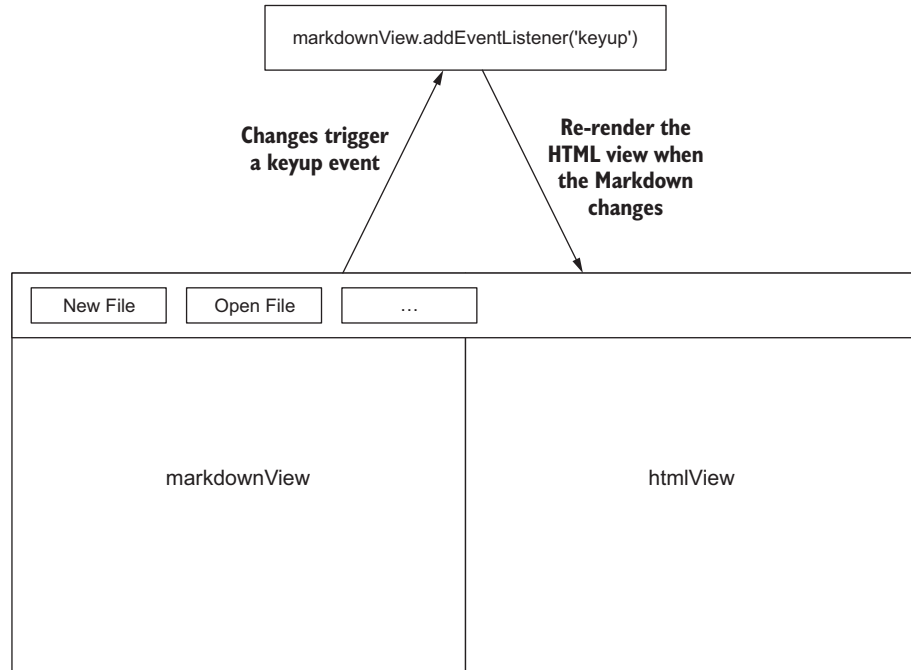 markdownView.addEventListener('keyup')
Changes trigger
a keyup event
Re-render the
HTML view when
the Markdown
changes
New File
Open File
…
markdownView
htmlView